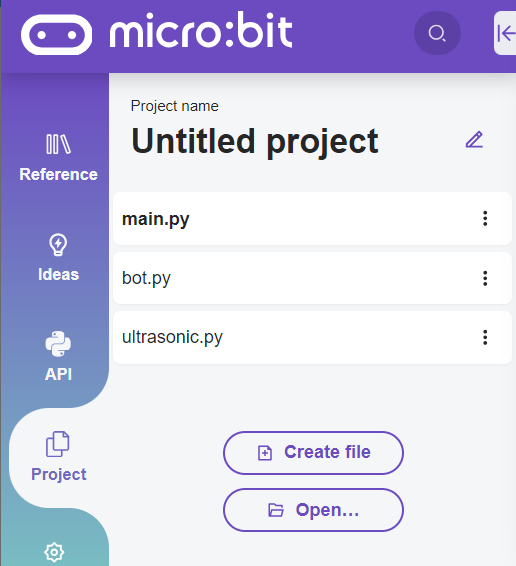 micro:bit
Project name
Untitled project
Reference
main.py
Ideas
bot.py
ultrasonic.py
API
Create file
Project
Open...